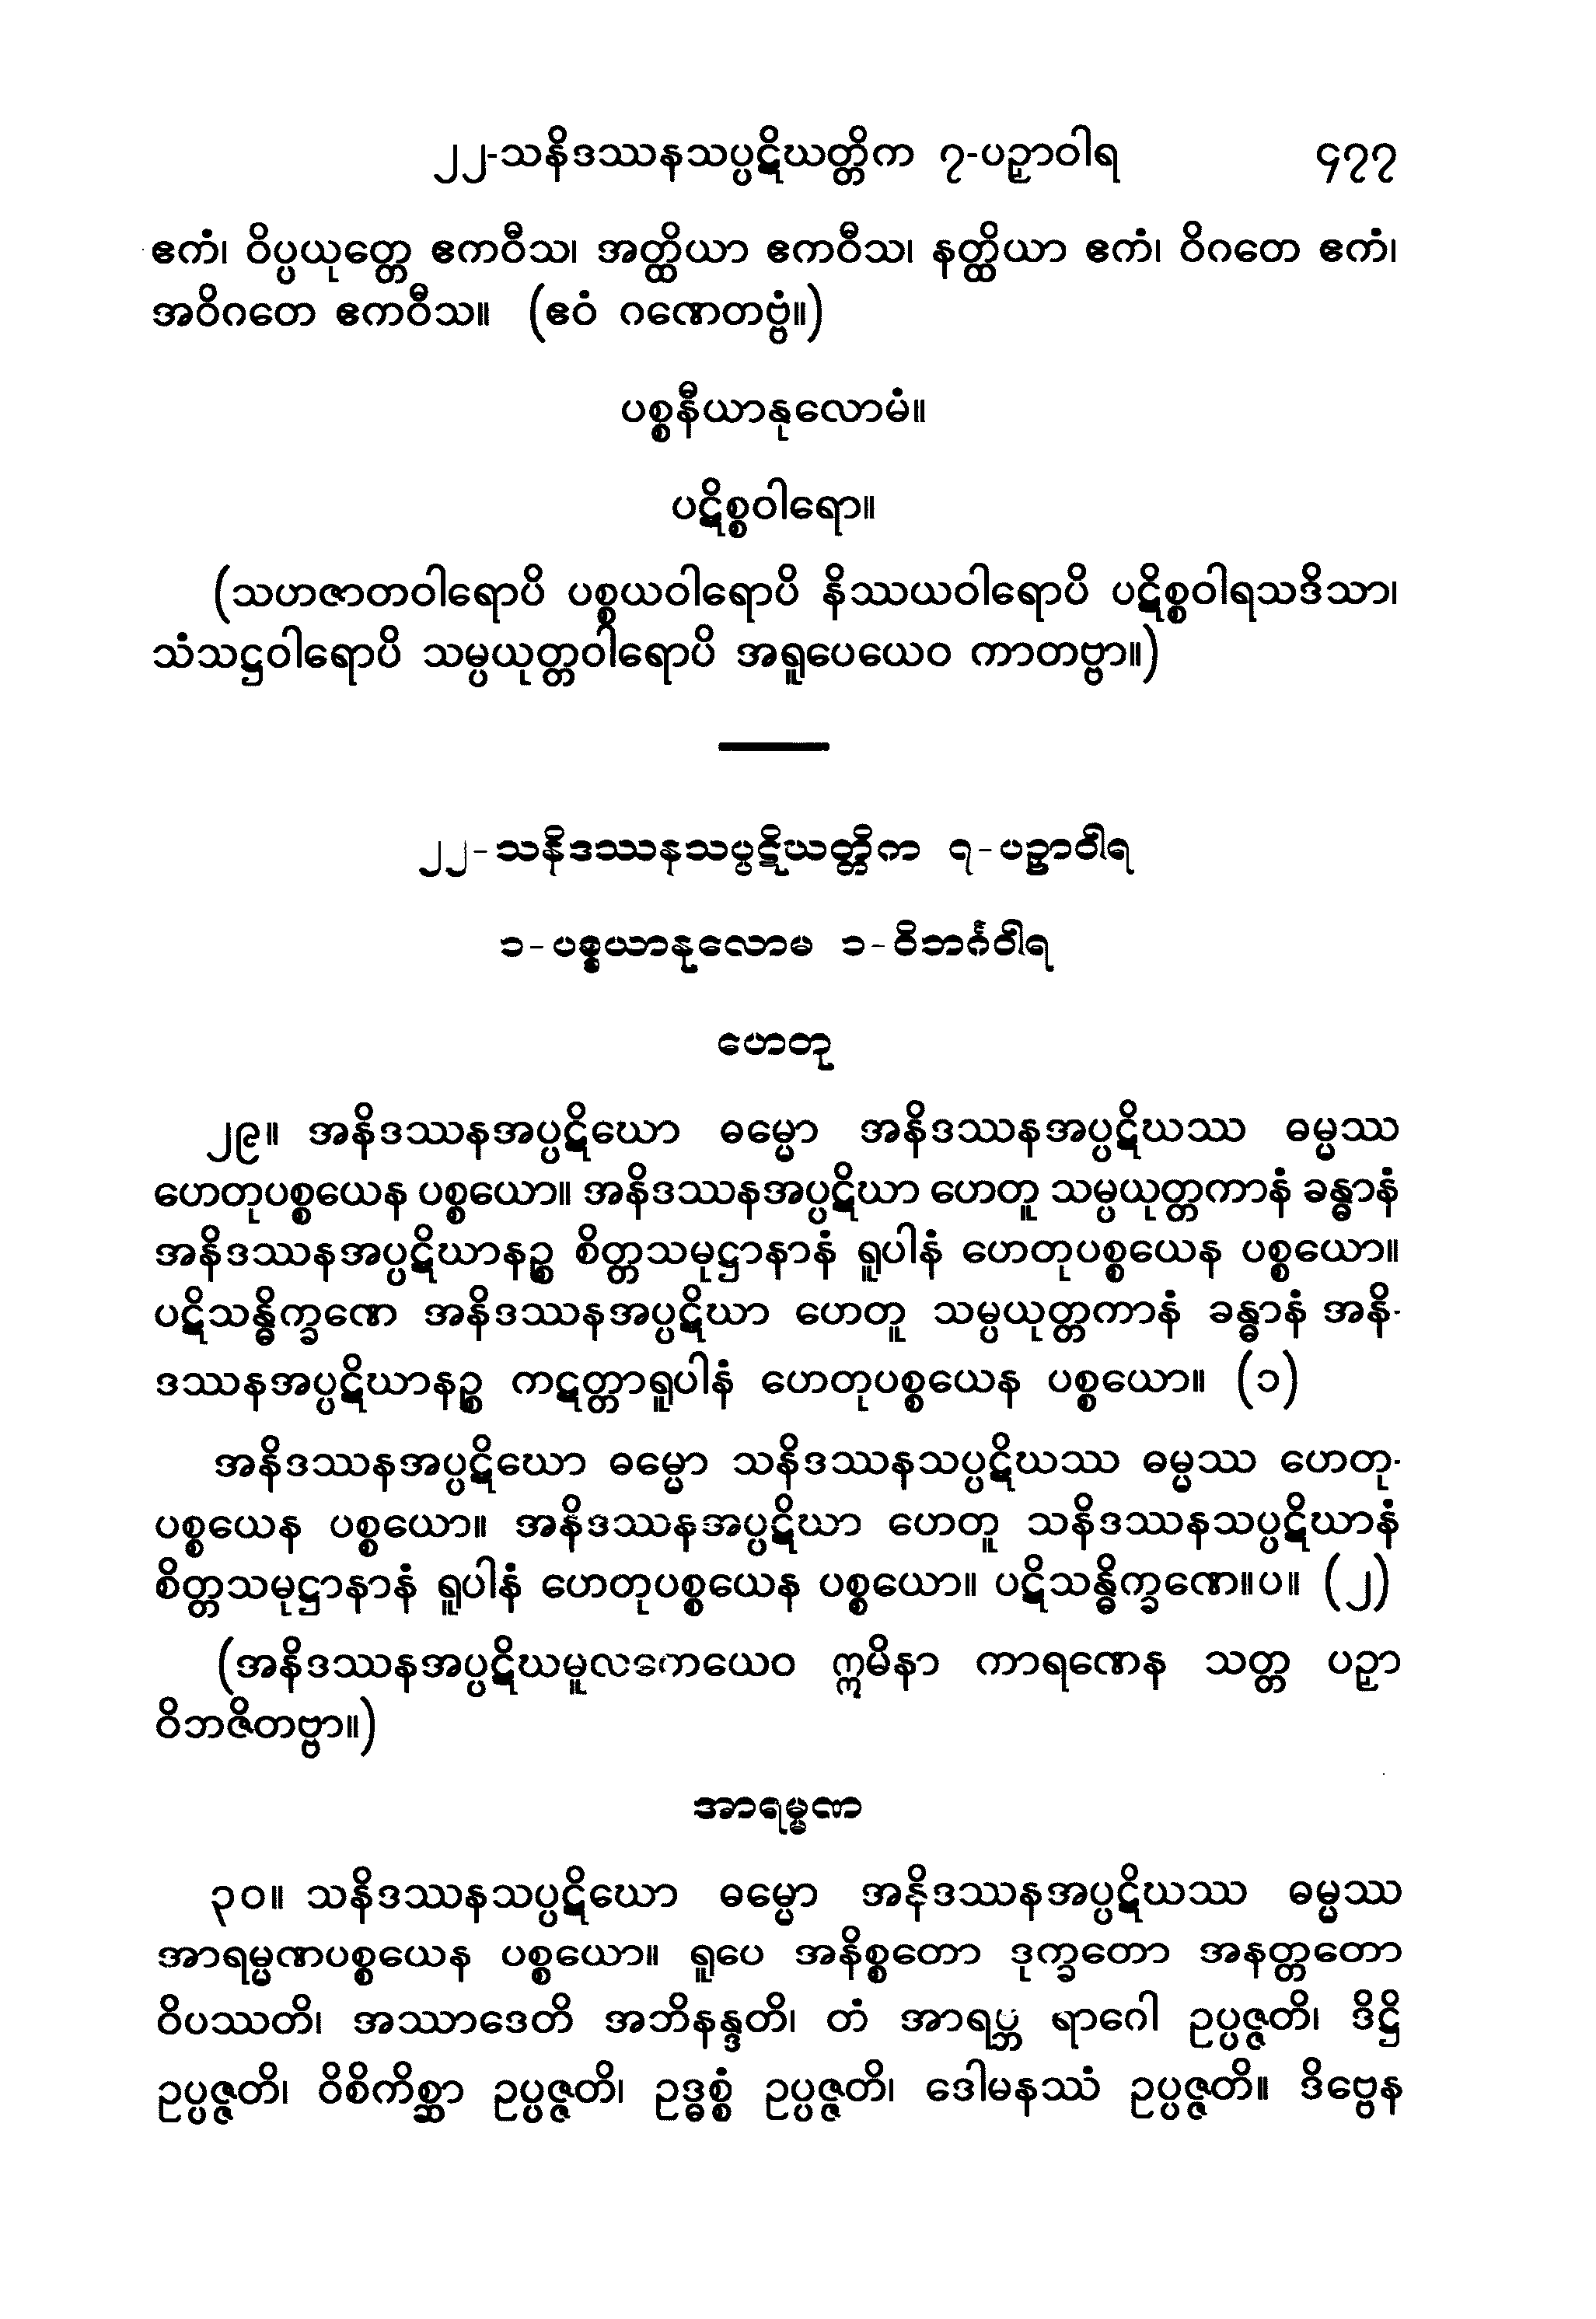 ၂၂-သနိဒဿနသပ္ပဋိဃတ္တိက ၇-ပဉှာဝါရ ၄၇၇
ဧကံ၊ ဝိပ္ပယုတ္တေ ဧကဝီသ၊ အတ္ထိယာ ဧကဝီသ၊ နတ္ထိယာ ဧကံ၊ ဝိဂတေ ဧကံ၊
အဝိဂတေ ဧကဝီသ။ (ဧဝံ ဂဏေတဗ္ဗံ။)
ပစ္စနီယာနုလောမံ။
ပဋိစ္စဝါရော။
(သဟဇာတဝါရောပိ ပစ္စယဝါရောပိ နိဿယဝါရောပိ ပဋိစ္စဝါရသဒိသာ၊
သံသဋ္ဌဝါရောပိ သမ္ပယုတ္တဝါရောပိ အရူပေယေဝ ကာတဗ္ဗာ။)
၂၂-သနိဒဿနသပ္ပဋိဃတ္တိက ၇-ပဉှာဝါရ
၁-ပစ္စယာနုလောမ ၁-ဝိဘင်္ဂဝါရ
ဟေတု
၂၉။ အနိဒဿနအပ္ပဋိဃော ဓမ္မော အနိဒဿနအပ္ပဋိဃဿ ဓမ္မဿ
ဟေတုပစ္စယေန ပစ္စယော။ အနိဒဿနအပ္ပဋိဃာ ဟေတူ သမ္ပယုတ္တကာနံ ခန္ဓာနံ
အနိဒဿနအပ္ပဋိဃာနဉ္စ စိတ္တသမုဋ္ဌာနာနံ ရူပါနံ ဟေတုပစ္စယေန ပစ္စယော။
ပဋိသန္ဓိက္ခဏေ အနိဒဿနအပ္ပဋိဃာ ဟေတူ သမ္ပယုတ္တကာနံ ခန္ဓာနံ အနိ-
ဒဿနအပ္ပဋိဃာနဉ္စ ကဋတ္တာရူပါနံ ဟေတုပစ္စယေန ပစ္စယော။ (၁)
အနိဒဿနအပ္ပဋိဃော ဓမ္မော သနိဒဿနသပ္ပဋိဃဿ ဓမ္မဿ ဟေတု-
ပစ္စယေန ပစ္စယော။ အနိဒဿနအပ္ပဋိဃာ ဟေတူ သနိဒဿနသပ္ပဋိဃာနံ
စိတ္တသမုဋ္ဌာနာနံ ရူပါနံ ဟေတုပစ္စယေန ပစ္စယော။ ပဋိသန္ဓိက္ခဏေ။ပ။ (၂)
(အနိဒဿနအပ္ပဋိဃမူလကေယေဝ ဣမိနာ ကာရဏေန သတ္တ ပဉှာ
ဝိဘဇိတဗ္ဗာ။)
အာရမ္မဏ
၃၀။ သနိဒဿနသပ္ပဋိဃော ဓမ္မော အနိဒဿနအပ္ပဋိဃဿ ဓမ္မဿ
အာရမ္မဏပစ္စယေန ပစ္စယော။ ရူပေ အနိစ္စတော ဒုက္ခတော အနတ္တတော
ဝိပဿတိ၊ အဿာဒေတိ အဘိနန္ဒတိ၊ တံ အာရဗ္ဘ ရာဂေါ ဥပ္ပဇ္ဇတိ၊ ဒိဋ္ဌိ
ဥပ္ပဇ္ဇတိ၊ ဝိစိကိစ္ဆာ ဥပ္ပဇ္ဇတိ၊ ဥဒ္ဓစ္စံ ဥပ္ပဇ္ဇတိ၊ ဒေါမနဿံ ဥပ္ပဇ္ဇတိ။ ဒိဗ္ဗေန